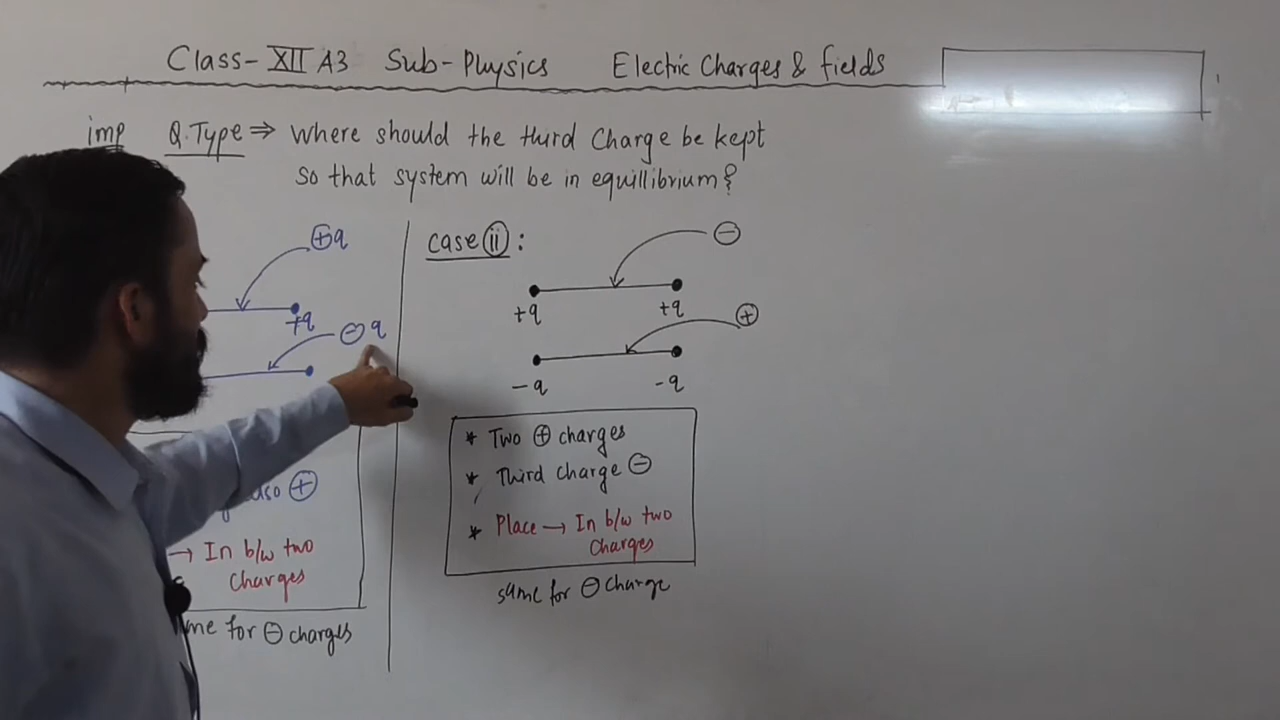 Class-XII A3 Sub-Physics Electric Charges & fields
imp Q.Type ⇒ Where should the third Charge be kept
so that system will be in equillibrium?
⊕q
+q
⊖q
⊕
→ In b/w two
charges
for ⊖ charges
case (ii) :
⊖
+q +q
⊕
-q -q
* Two ⊕ charges
* Third charge ⊖
* Place → In b/w two
charges
same for ⊖ charge